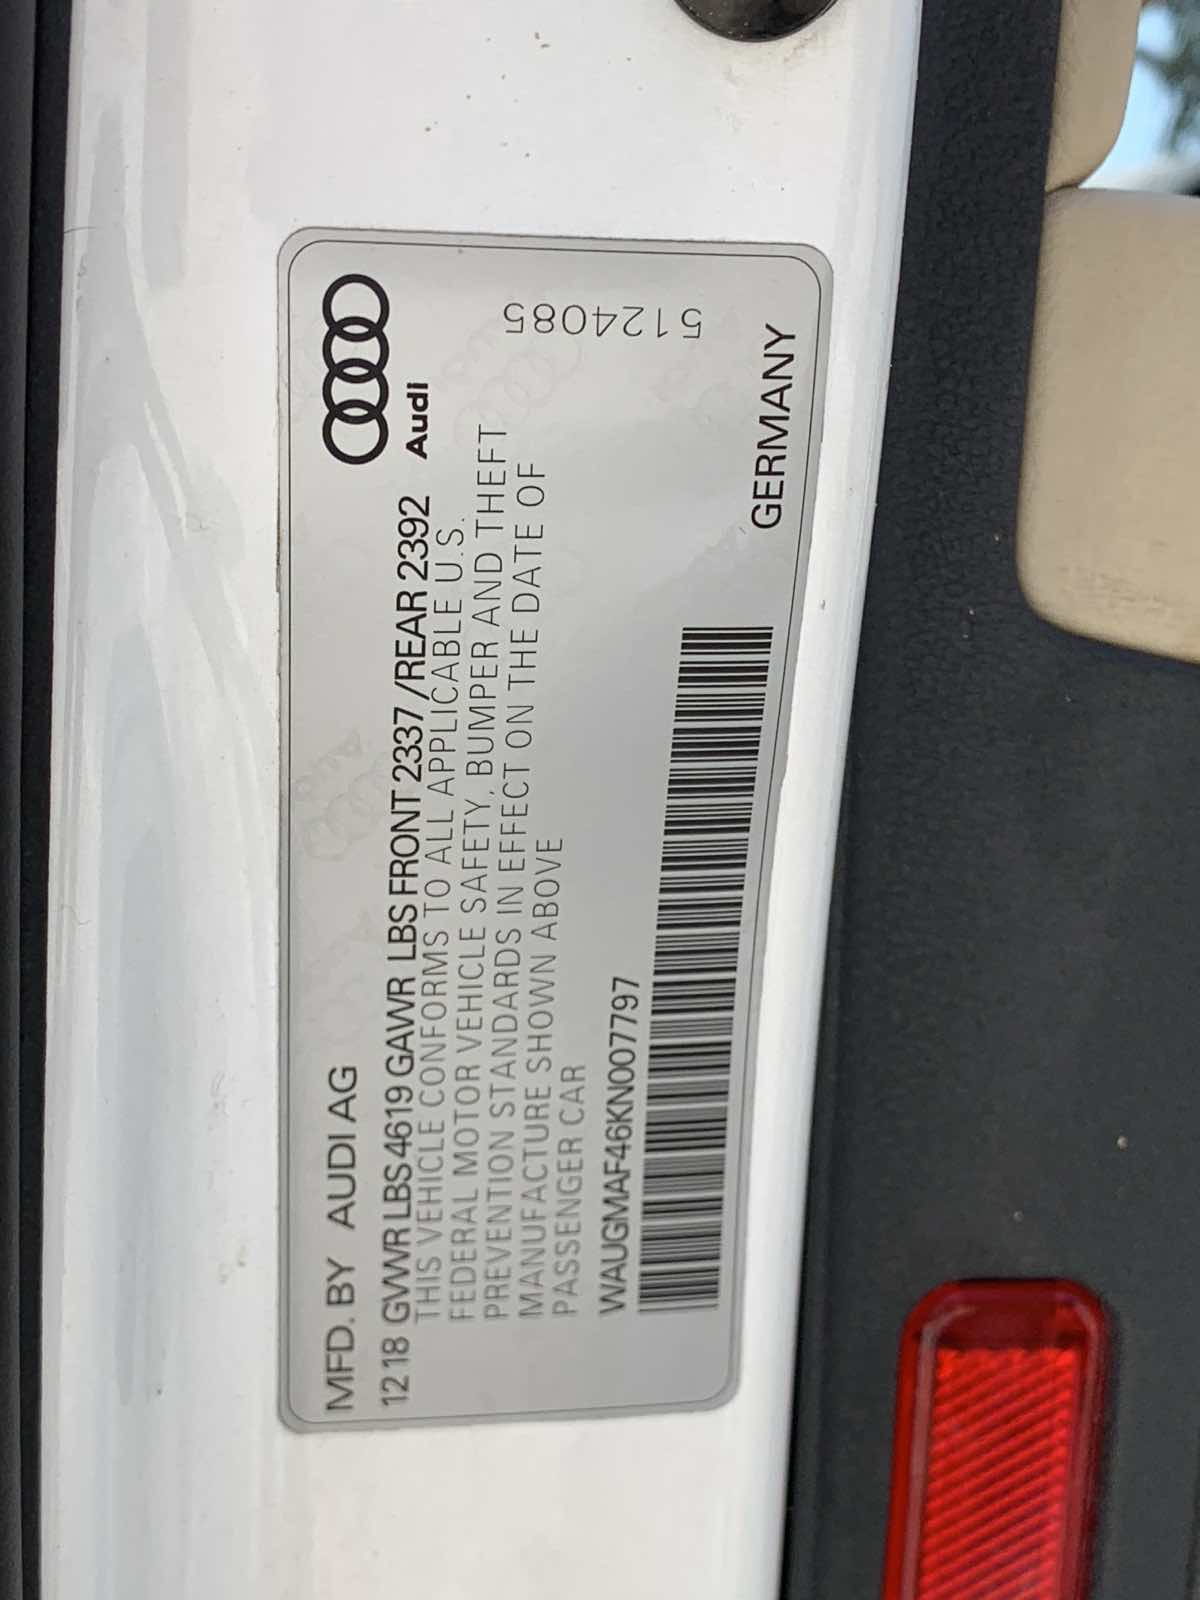 MFD. BY AUDI AG
Audi
12 18 GVWR LBS 4619 GAWR LBS FRONT 2337 /REAR 2392
THIS VEHICLE CONFORMS TO ALL APPLICABLE U.S.
FEDERAL MOTOR VEHICLE SAFETY, BUMPER AND THEFT
PREVENTION STANDARDS IN EFFECT ON THE DATE OF
MANUFACTURE SHOWN ABOVE
PASSENGER CAR
5124085
WAUGMAF46KN007797
GERMANY